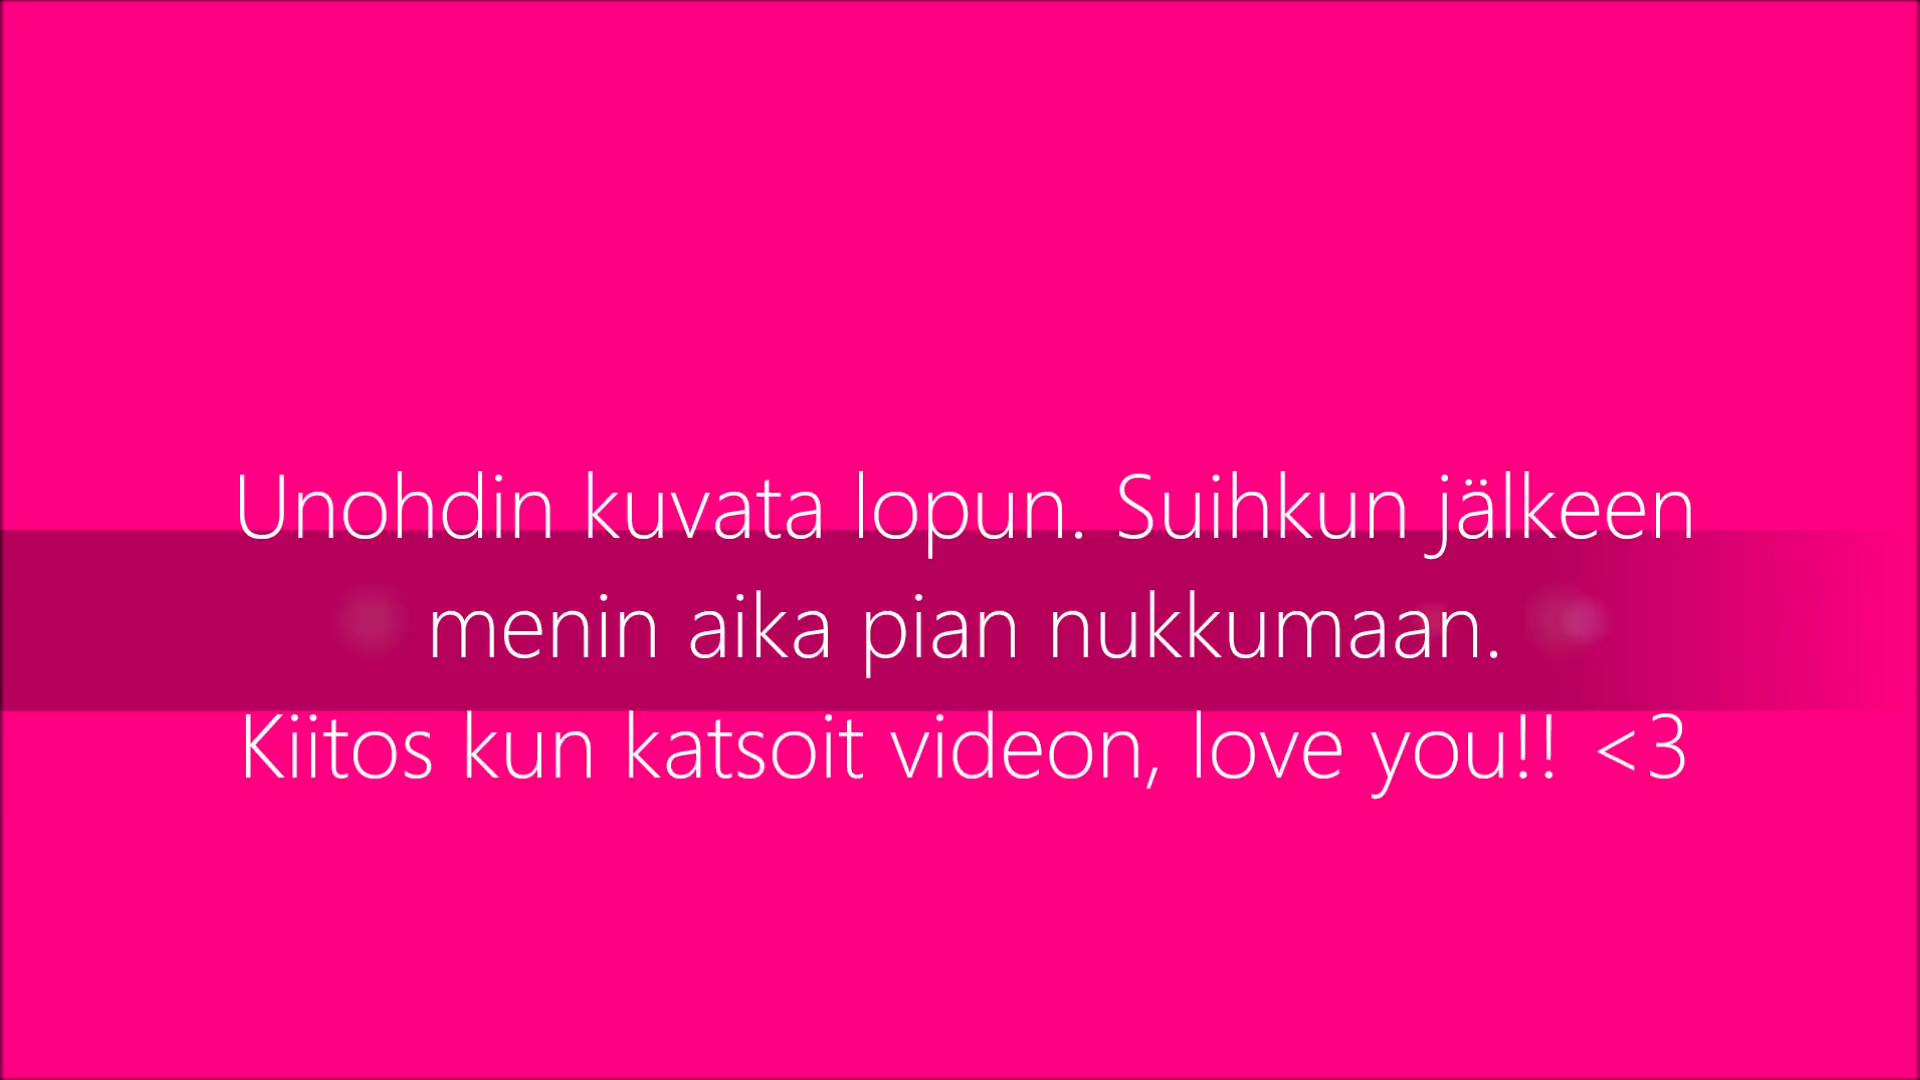 Unohdin kuvata lopun. Suihkun jälkeen
menin aika pian nukkumaan.
Kiitos kun katsoit videon, love you!! <3